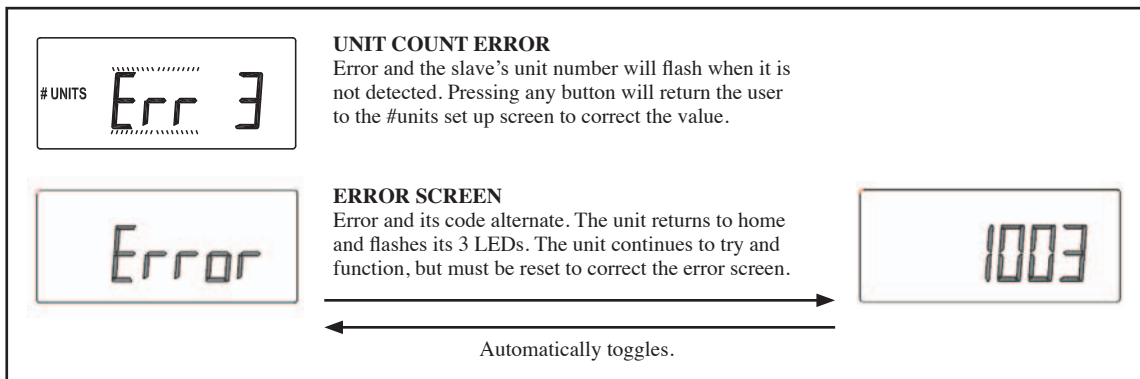 UNIT COUNT ERROR
Error and the slave's unit number will flash when it is
not detected. Pressing any button will return the user
to the #units set up screen to correct the value.
# UNITS
Err 3
ERROR SCREEN
Error and its code alternate. The unit returns to home
and flashes its 3 LEDs. The unit continues to try and
function, but must be reset to correct the error screen.
Error
1003
Automatically toggles.